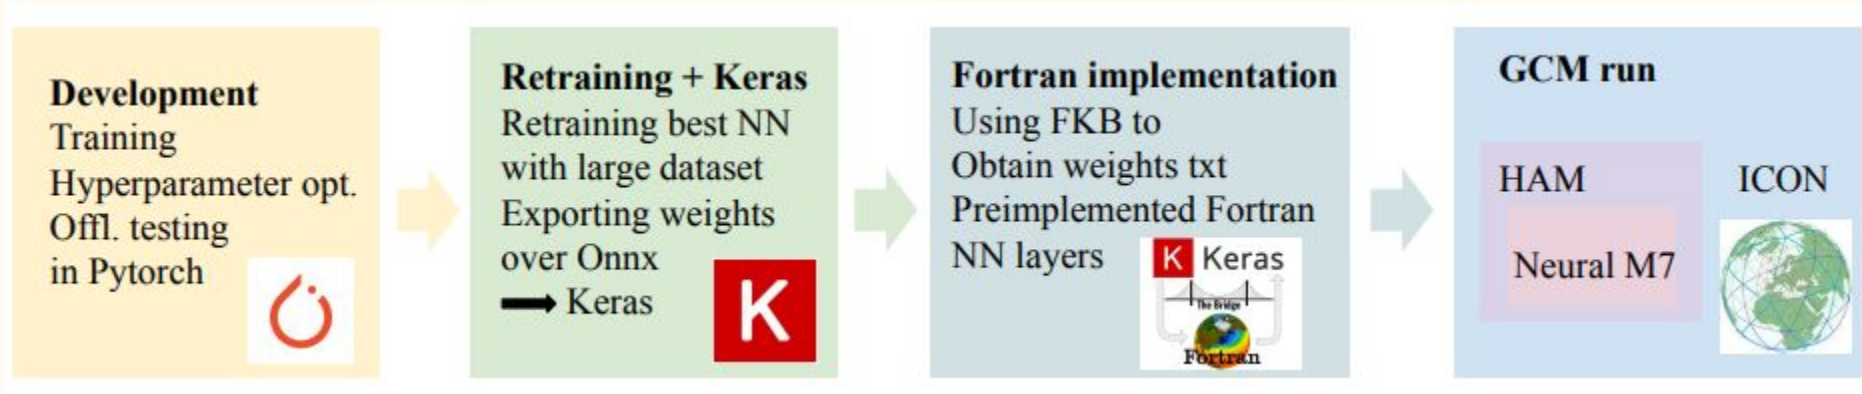 Development
Training
Hyperparameter opt.
Offl. testing
in Pytorch
Retraining + Keras
Retraining best NN
with large dataset
Exporting weights
over Onnx
Keras
K
Fortran implementation
Using FKB to
Obtain weights txt
Preimplemented Fortran
NN layers
K Keras
The Bridge
Fortran
GCM run
HAM
ICON
Neural M7